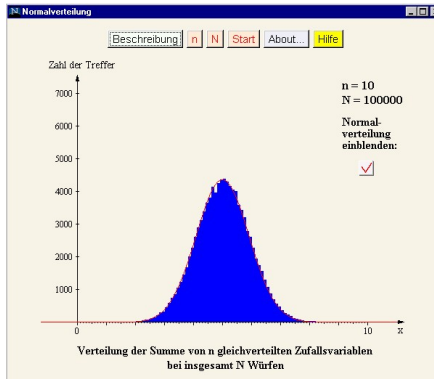 Normalverteilung
Beschreibung n N Start About... Hilfe
Zahl der Treffer
n = 10
N = 100000
Normal-
verteilung
einblenden:
7000
6000
5000
4000
3000
2000
1000
0 10 x
Verteilung der Summe von n gleichverteilten Zufallsvariablen
bei insgesamt N Würfen